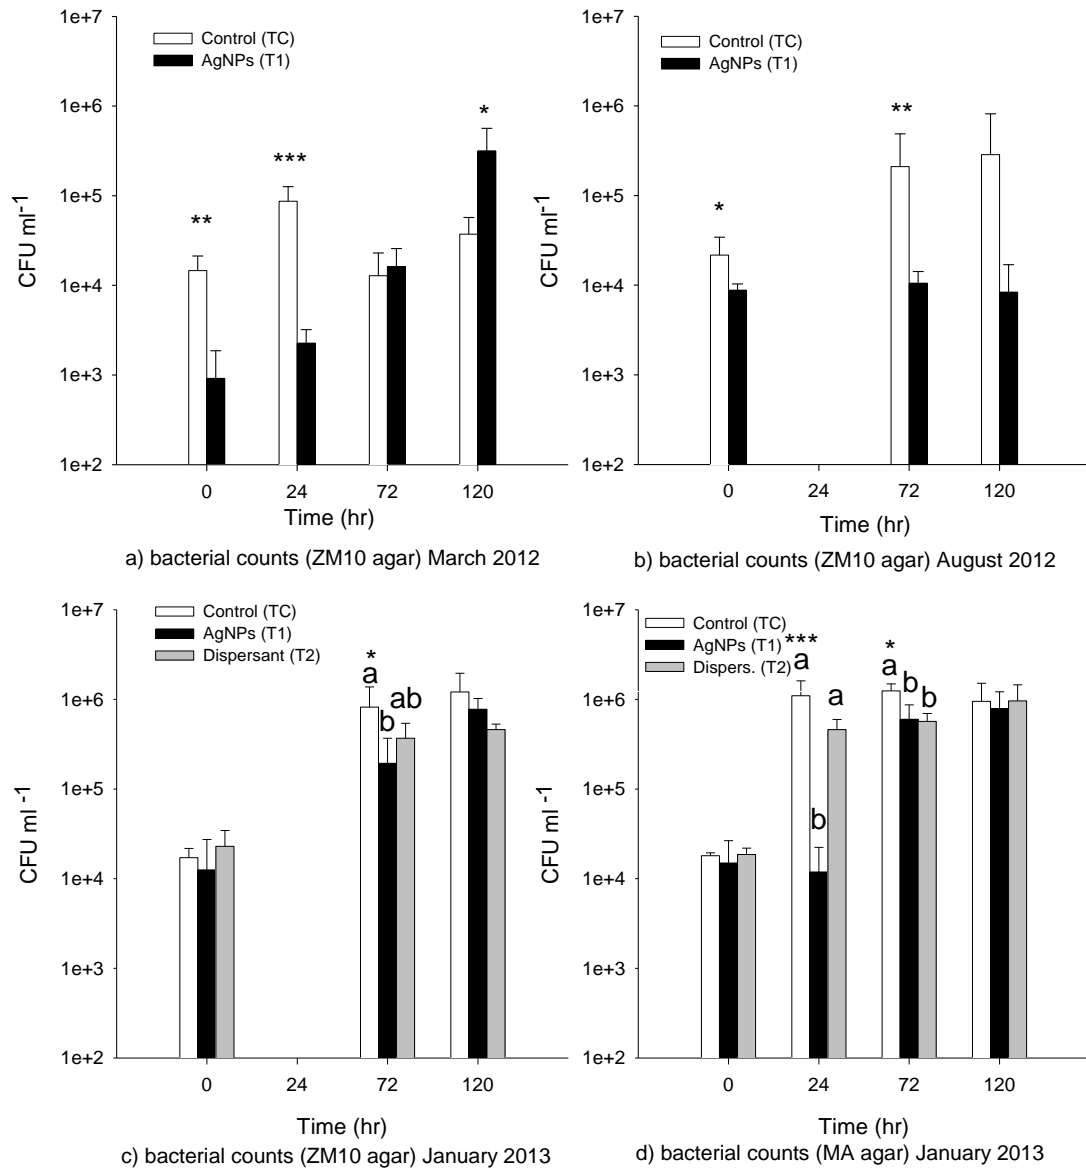 1e+7
Control (TC)
AgNPs (T1)
1e+6
*
***
1e+5
**
1e+4
1e+3
1e+2
CFU ml-1
0 24 72 120
Time (hr)
a) bacterial counts (ZM10 agar) March 2012
1e+7
Control (TC)
AgNPs (T1)
1e+6
**
1e+5
*
1e+4
1e+3
1e+2
CFU ml-1
0 24 72 120
Time (hr)
b) bacterial counts (ZM10 agar) August 2012
1e+7
Control (TC)
AgNPs (T1)
Dispersant (T2)
*
a
ab
b
1e+6
1e+5
1e+4
1e+3
1e+2
CFU ml -1
0 24 72 120
Time (hr)
c) bacterial counts (ZM10 agar) January 2013
1e+7
Control (TC)
AgNPs (T1)
Dispers. (T2)
*** *
a a
a b b
b
1e+6
1e+5
1e+4
1e+3
1e+2
CFU ml -1
0 24 72 120
Time (hr)
d) bacterial counts (MA agar) January 2013